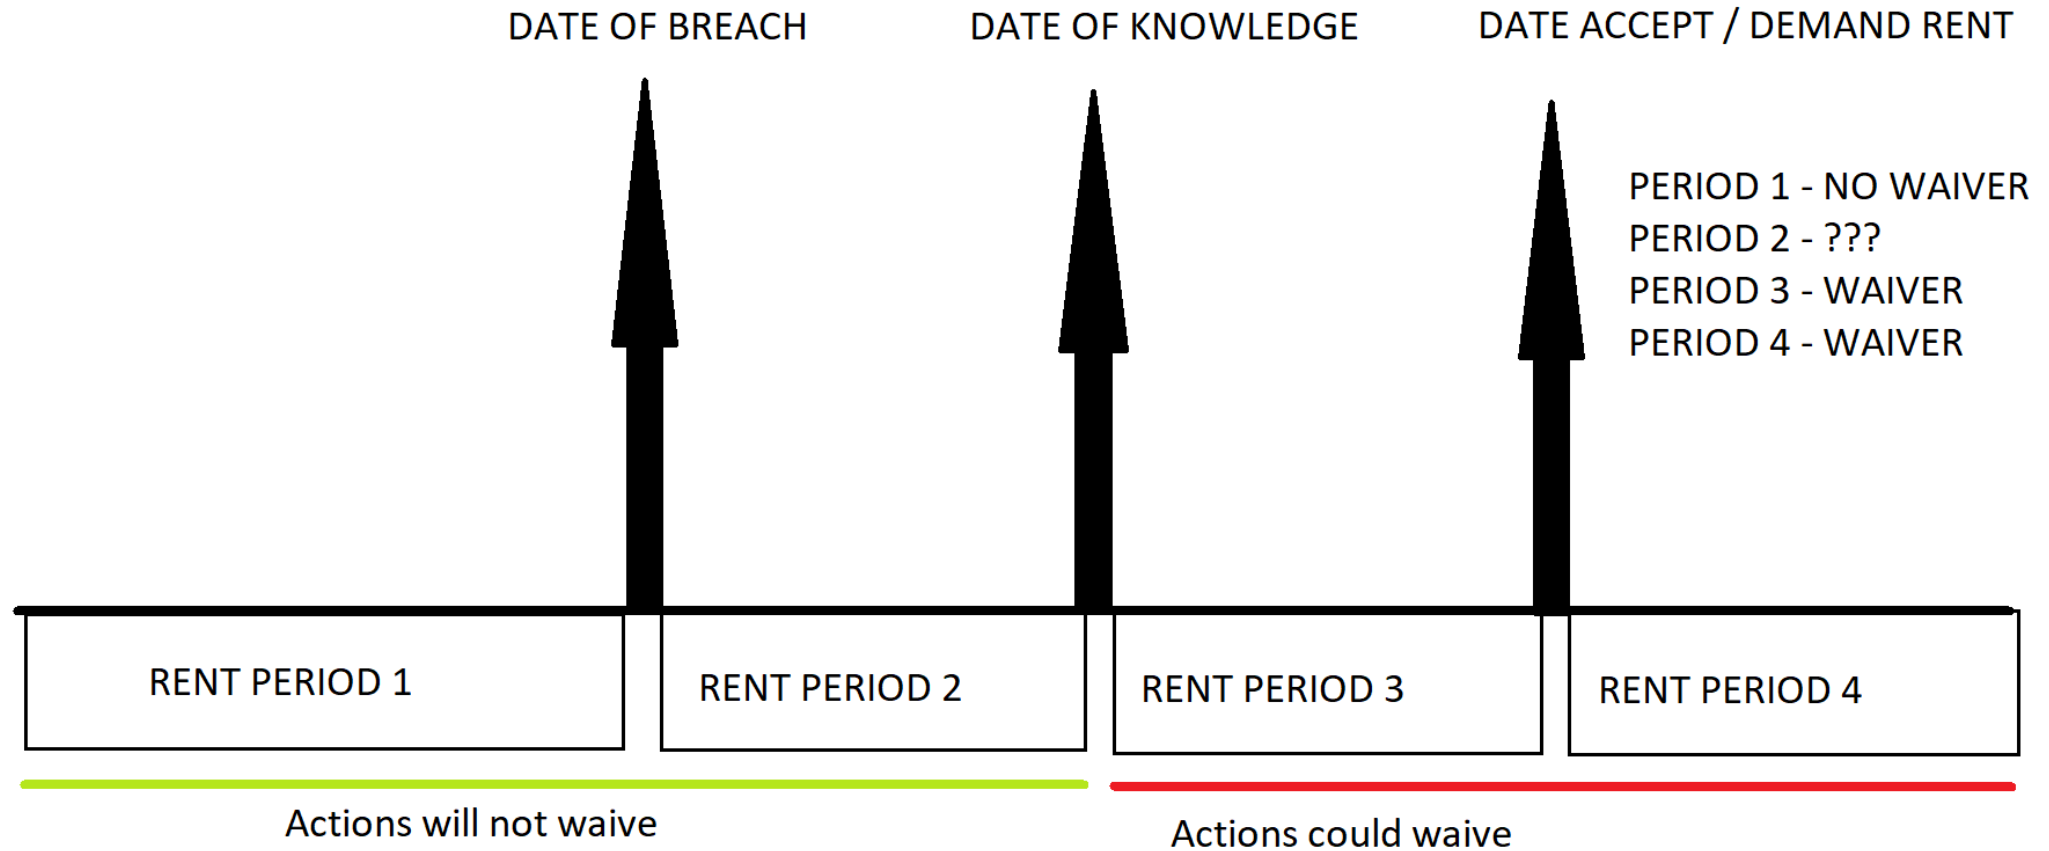 DATE OF BREACH
DATE OF KNOWLEDGE
DATE ACCEPT / DEMAND RENT
PERIOD 1 - NO WAIVER
PERIOD 2 - ???
PERIOD 3 - WAIVER
PERIOD 4 - WAIVER
RENT PERIOD 1
RENT PERIOD 2
RENT PERIOD 3
RENT PERIOD 4
Actions will not waive
Actions could waive